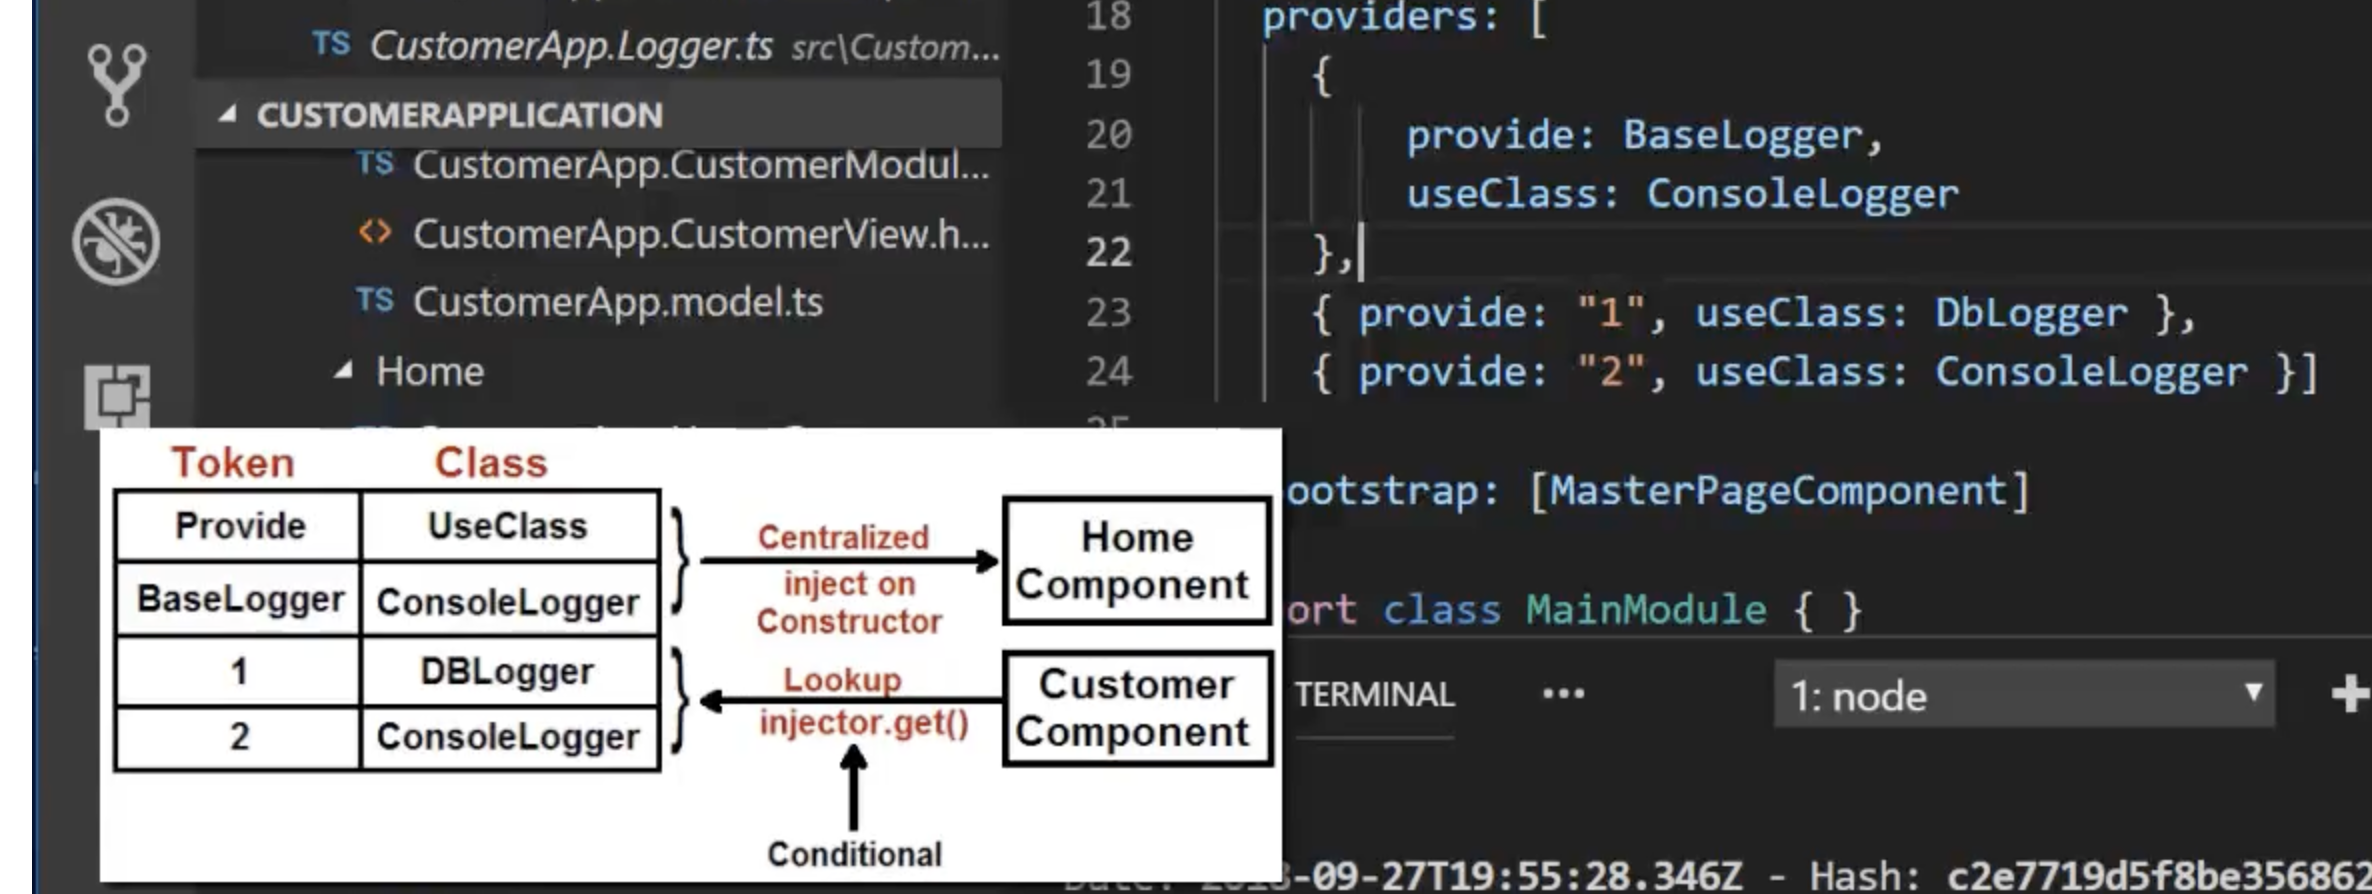 TS CustomerApp.Logger.ts src\Custom...
CUSTOMERAPPLICATION
TS CustomerApp.CustomerModul...
<> CustomerApp.CustomerView.h...
TS CustomerApp.model.ts
Home
18 providers: [
19 {
20 provide: BaseLogger,
21 useClass: ConsoleLogger
22 },
23 { provide: "1", useClass: DbLogger },
24 { provide: "2", useClass: ConsoleLogger }]
ootstrap: [MasterPageComponent]
ort class MainModule { }
TERMINAL ... 1: node
-09-27T19:55:28.346Z - Hash: c2e7719d5f8be356862
Token Class
Provide UseClass
BaseLogger ConsoleLogger
1 DBLogger
2 ConsoleLogger
Centralized
inject on
Constructor
Home
Component
Lookup
injector.get()
Customer
Component
Conditional